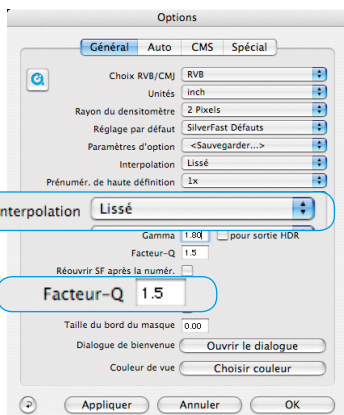 Options
Général Auto CMS Spécial
Choix RVB/CMJ RVB
Unités inch
Rayon du densitomètre 2 Pixels
Réglage par défaut SilverFast Défauts
Paramètres d'option <Sauvegarder...>
Interpolation Lissé
Prénumér. de haute définition 1x
nterpolation Lissé
Gamma 1.80 pour sortie HDR
Facteur-Q 1.5
Réouvrir SF après la numér.
Facteur-Q 1.5
Taille du bord du masque 0.00
Dialogue de bienvenue Ouvrir le dialogue
Couleur de vue Choisir couleur
? Appliquer Annuler OK